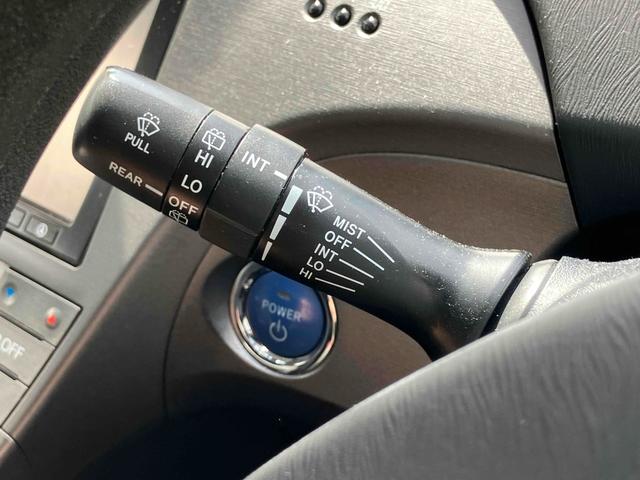 PULL
REAR
HI
LO
OFF
INT
MIST
OFF
INT
LO
HI
POWER
OFF